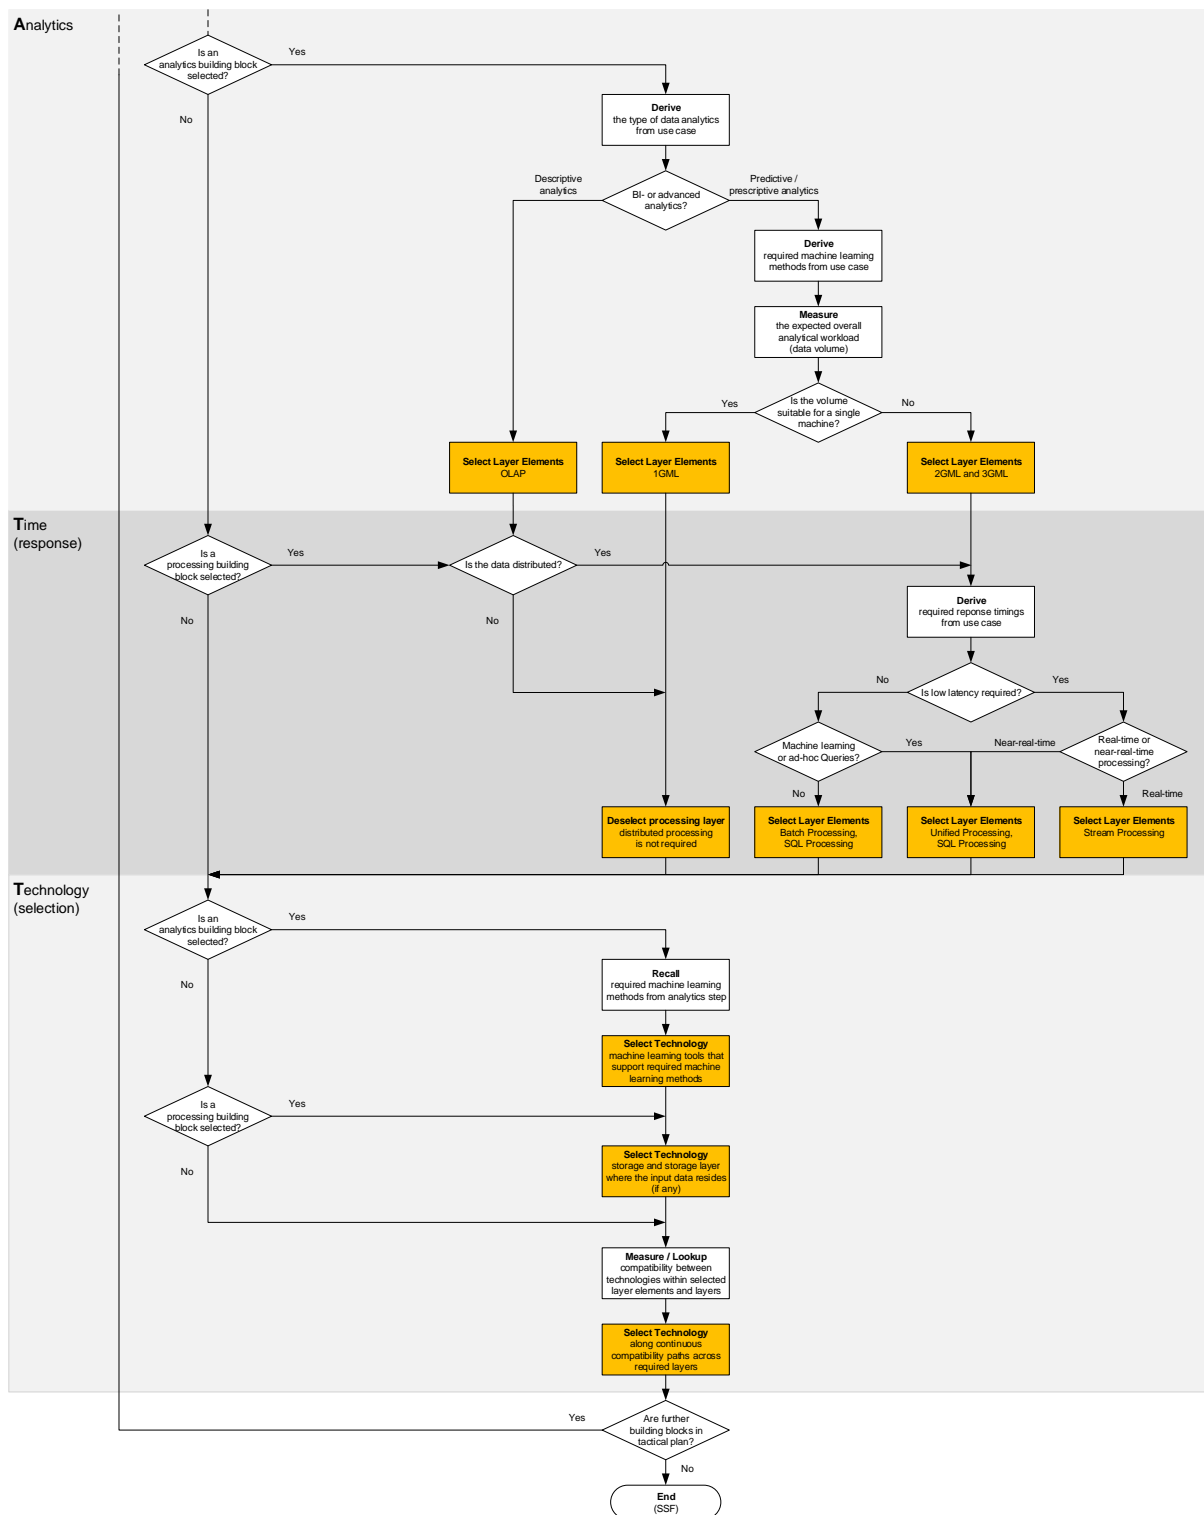 Analytics
Is an
analytics building block
selected?
Yes
No
Derive
the type of data analytics
from use case
Descriptive
analytics
BI- or advanced
analytics?
Predictive /
prescriptive analytics
Derive
required machine learning
methods from use case
Measure
the expected overall
analytical workload
(data volume)
Is the volume
suitable for a single
machine?
Yes
No
Select Layer Elements
OLAP
Select Layer Elements
1GML
Select Layer Elements
2GML and 3GML
Time
(response)
Is a
processing building
block selected?
Yes
No
Is the data distributed?
Yes
No
Derive
required reponse timings
from use case
Is low latency required?
No
Yes
Machine learning
or ad-hoc Queries?
Yes
No
Near-real-time
Real-time or
near-real-time
processing?
Real-time
Deselect processing layer
distributed processing
is not required
Select Layer Elements
Batch Processing,
SQL Processing
Select Layer Elements
Unified Processing,
SQL Processing
Select Layer Elements
Stream Processing
Technology
(selection)
Is an
analytics building block
selected?
Yes
No
Recall
required machine learning
methods from analytics step
Select Technology
machine learning tools that
support required machine
learning methods
Is a
processing building
block selected?
Yes
No
Select Technology
storage and storage layer
where the input data resides
(if any)
Measure / Lookup
compatibility between
technologies within selected
layer elements and layers
Select Technology
along continuous
compatibility paths across
required layers
Are further
building blocks in
tactical plan?
Yes
No
End
(SSF)